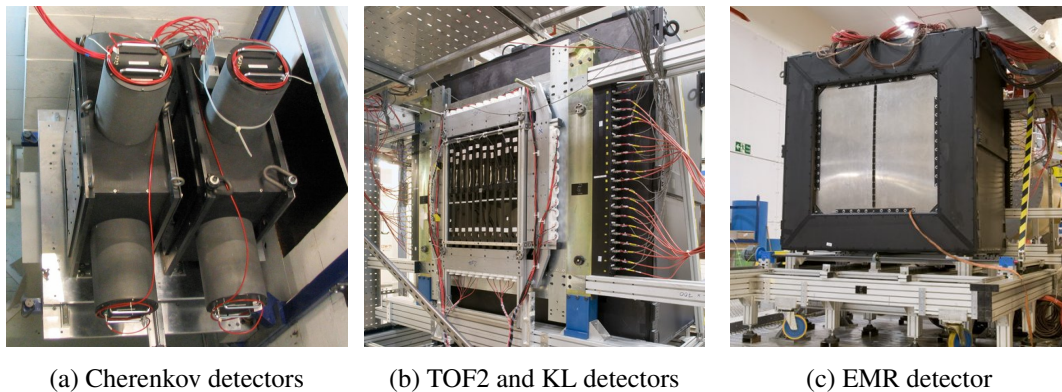 (a) Cherenkov detectors
(b) TOF2 and KL detectors
(c) EMR detector